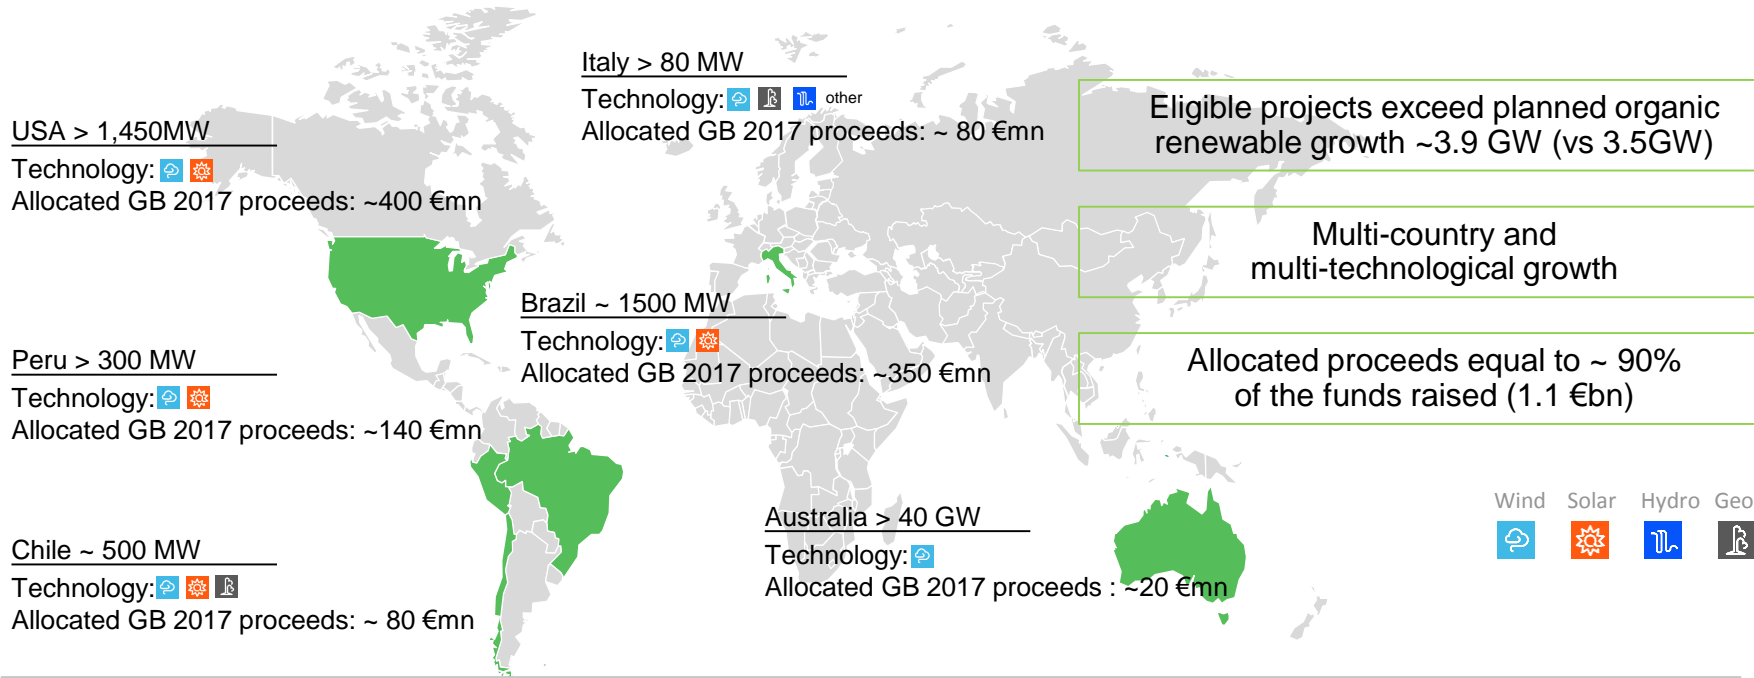 USA > 1,450MW
Technology:
Allocated GB 2017 proceeds: ~400 €mn
Peru > 300 MW
Technology:
Allocated GB 2017 proceeds: ~140 €mn
Chile ~ 500 MW
Technology:
Allocated GB 2017 proceeds: ~ 80 €mn
Italy > 80 MW
Technology: other
Allocated GB 2017 proceeds: ~ 80 €mn
Brazil ~ 1500 MW
Technology:
Allocated GB 2017 proceeds: ~350 €mn
Australia > 40 GW
Technology:
Allocated GB 2017 proceeds : ~20 €mn
Eligible projects exceed planned organic
renewable growth ~3.9 GW (vs 3.5GW)
Multi-country and
multi-technological growth
Allocated proceeds equal to ~ 90%
of the funds raised (1.1 €bn)
Wind Solar Hydro Geo